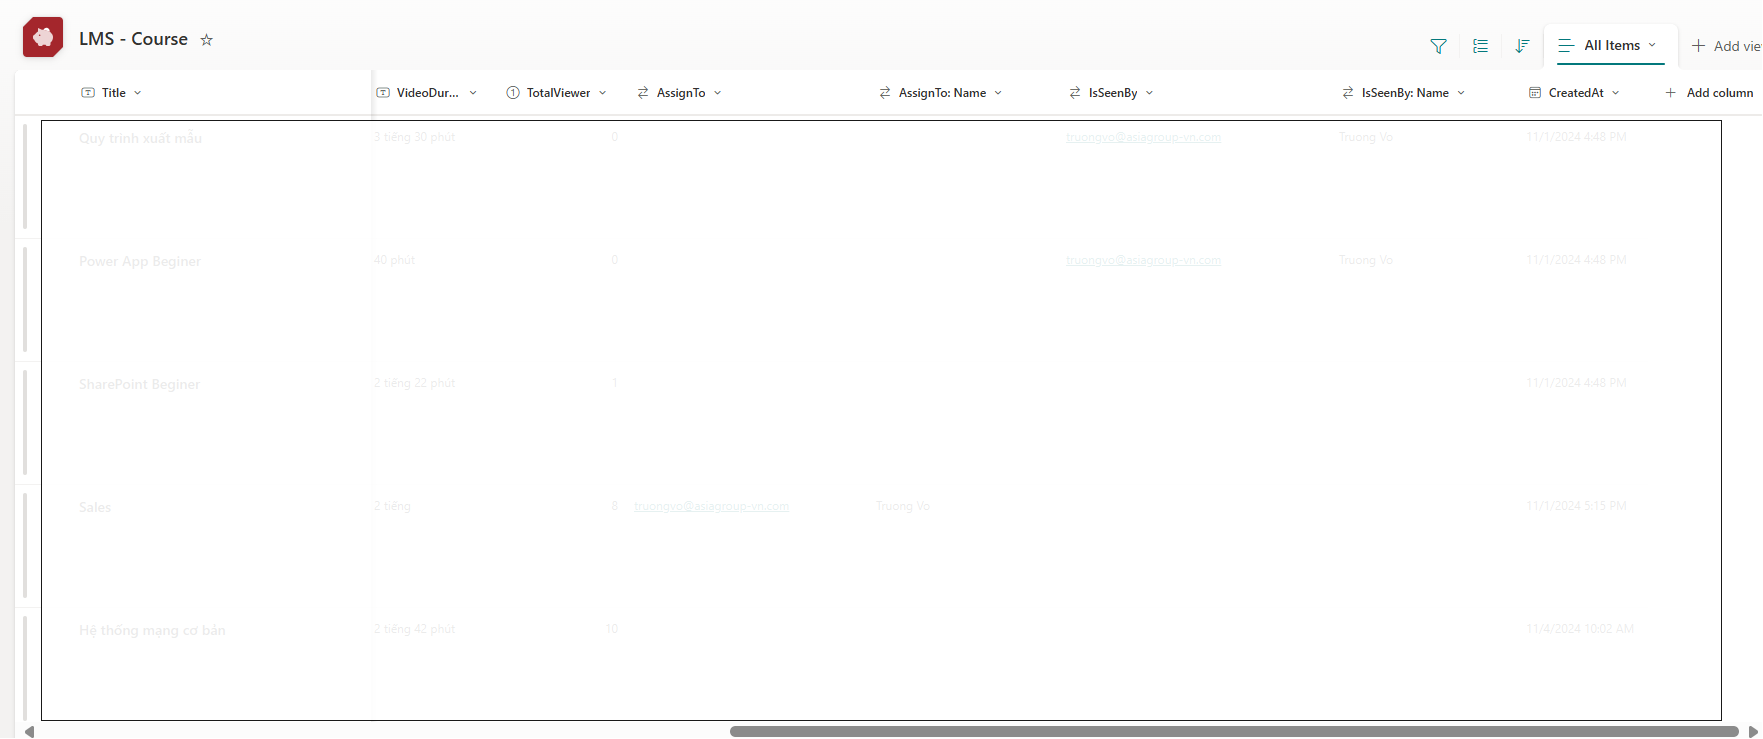 LMS - Course
All Items
Add vie
Title VideoDur... TotalViewer AssignTo AssignTo: Name IsSeenBy IsSeenBy: Name CreatedAt Add column
Quy trình xuất mẫu 3 tiếng 30 phút 0 truongvo@asiagroup-vn.com Truong Vo 11/1/2024 4:48 PM
Power App Beginer 40 phút 0 truongvo@asiagroup-vn.com Truong Vo 11/1/2024 4:48 PM
SharePoint Beginer 2 tiếng 22 phút 1 11/1/2024 4:48 PM
Sales 2 tiếng 8 truongvo@asiagroup-vn.com Truong Vo 11/1/2024 5:15 PM
Hệ thống mạng cơ bản 2 tiếng 42 phút 10 11/4/2024 10:02 AM